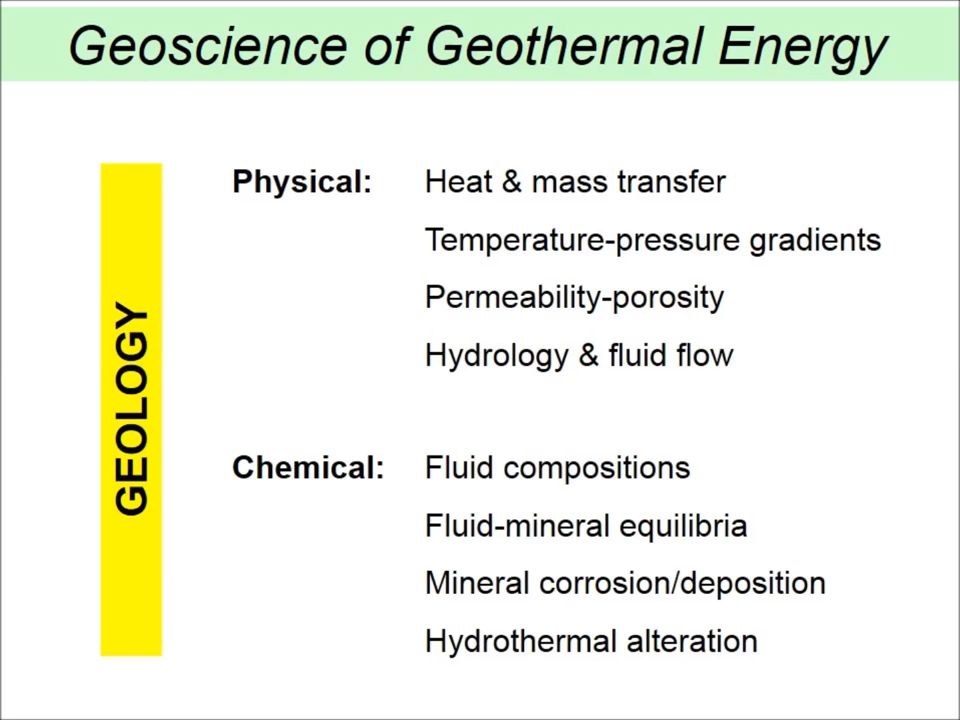 Geoscience of Geothermal Energy
GEOLOGY
Physical: Heat & mass transfer
Temperature-pressure gradients
Permeability-porosity
Hydrology & fluid flow
Chemical: Fluid compositions
Fluid-mineral equilibria
Mineral corrosion/deposition
Hydrothermal alteration